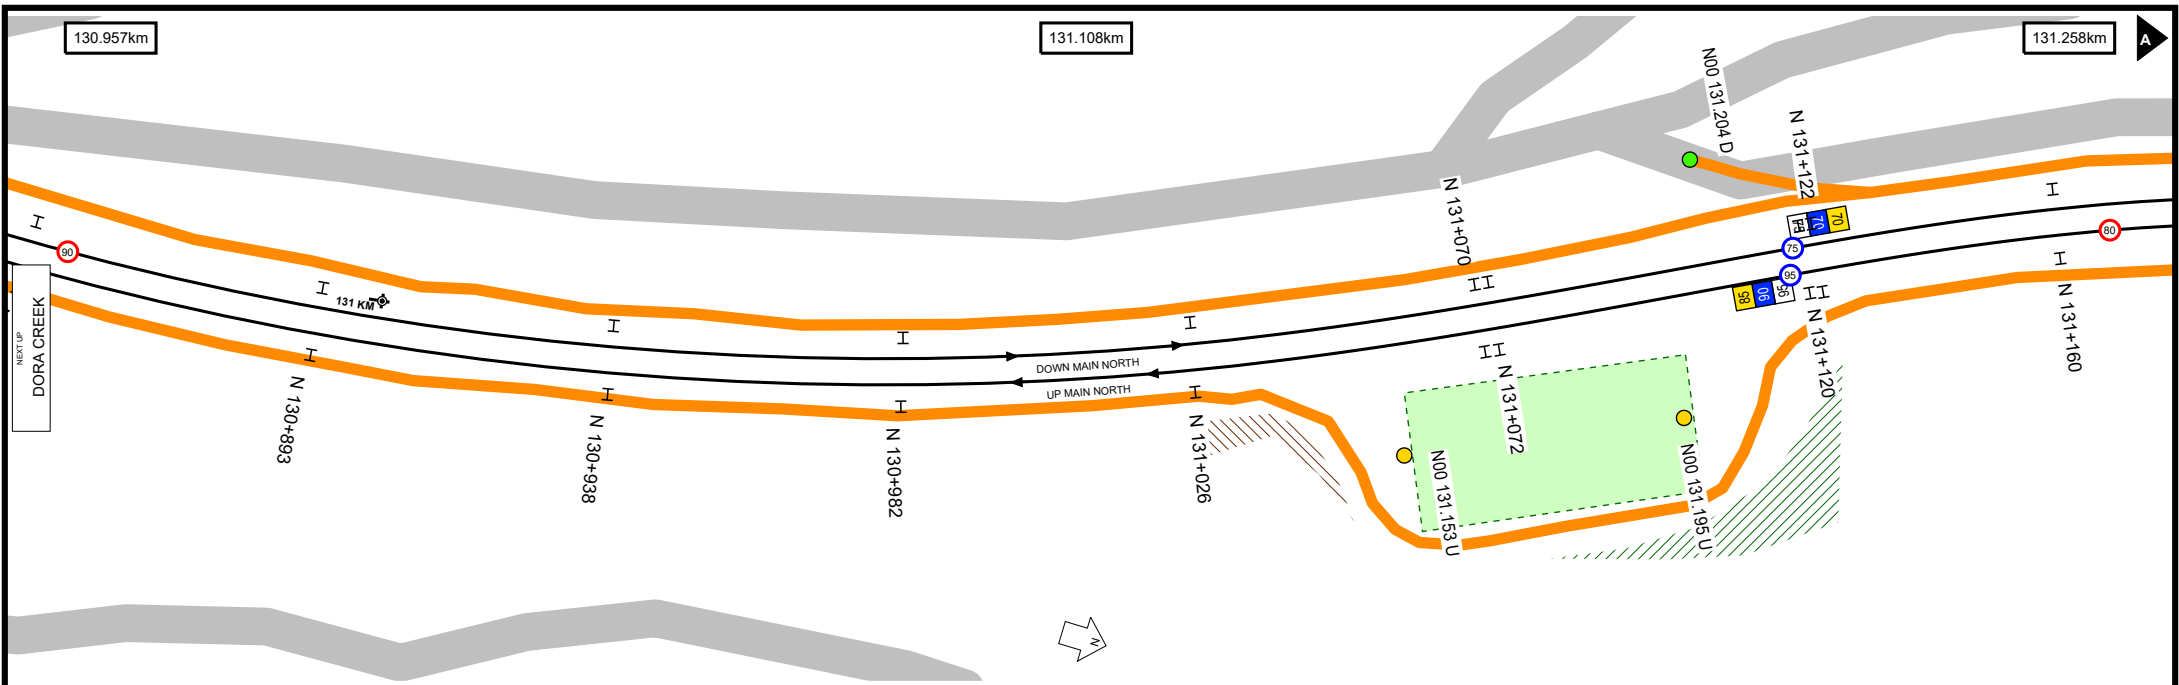 130.957km
131.108km
131.258km
A
N00 131.204 D
N 131+122
N 131+070
75
70
70
75
90
80
95
85
90
95
131 KM
NEXT UP
DORA CREEK
DOWN MAIN NORTH
UP MAIN NORTH
N 130+893
N 130+938
N 130+982
N 131+026
N 131+072
N 131+120
N 131+160
N00 131.153 U
N00 131.195 U
N